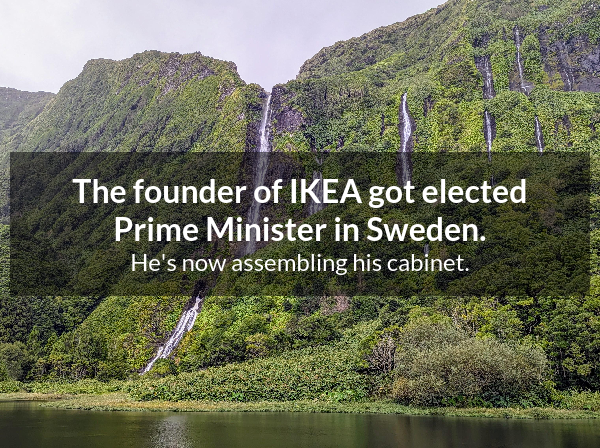 The founder of IKEA got elected
Prime Minister in Sweden.
He's now assembling his cabinet.